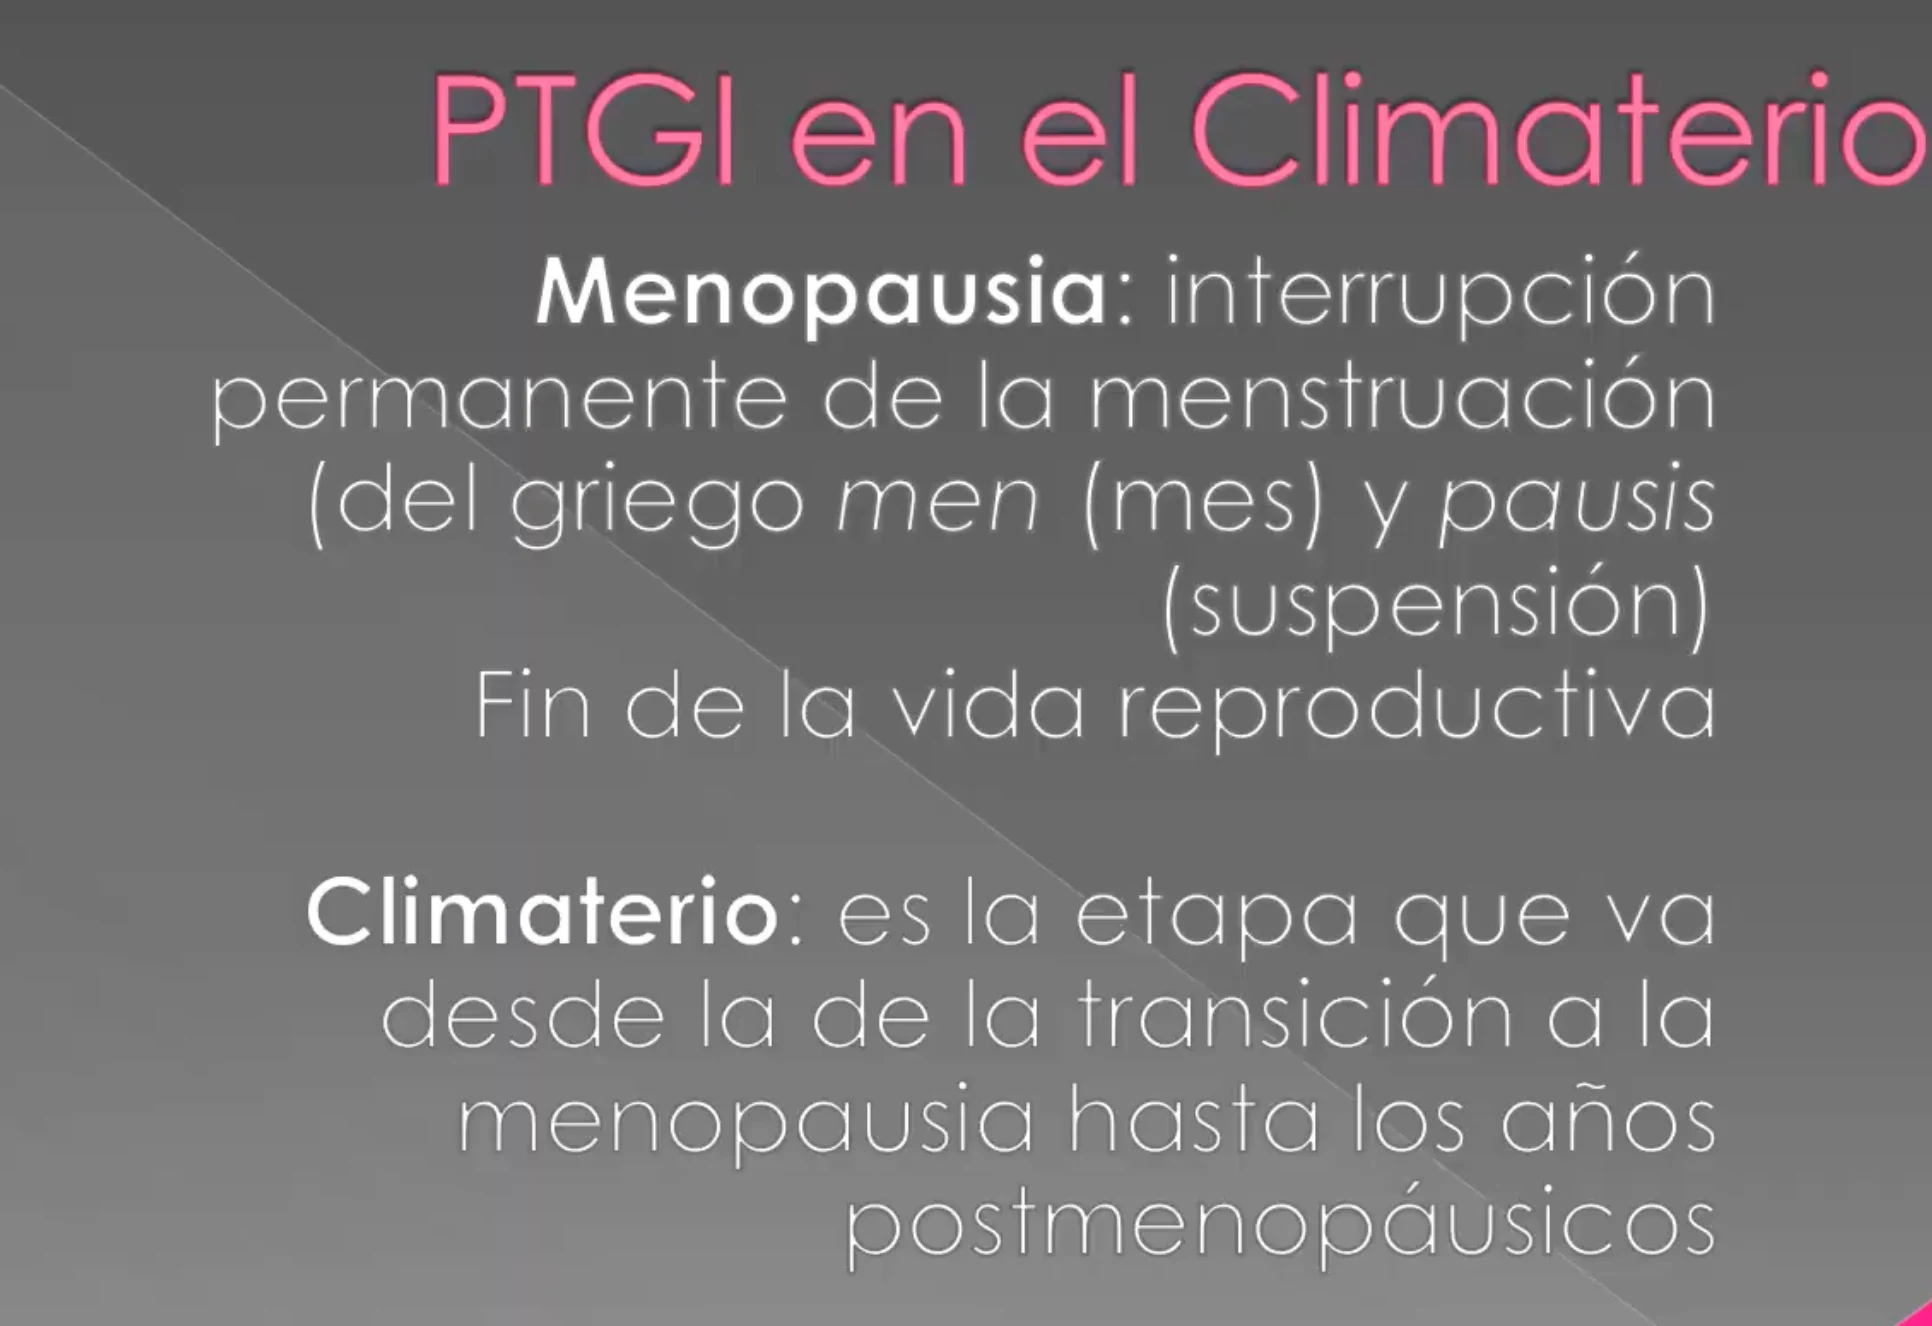 PTGI en el Climaterio
Menopausia: interrupción
permanente de la menstruación
(del griego men (mes) y pausis
(suspensión)
Fin de la vida reproductiva
Climaterio: es la etapa que va
desde la de la transición a la
menopausia hasta los años
postmenopáusicos